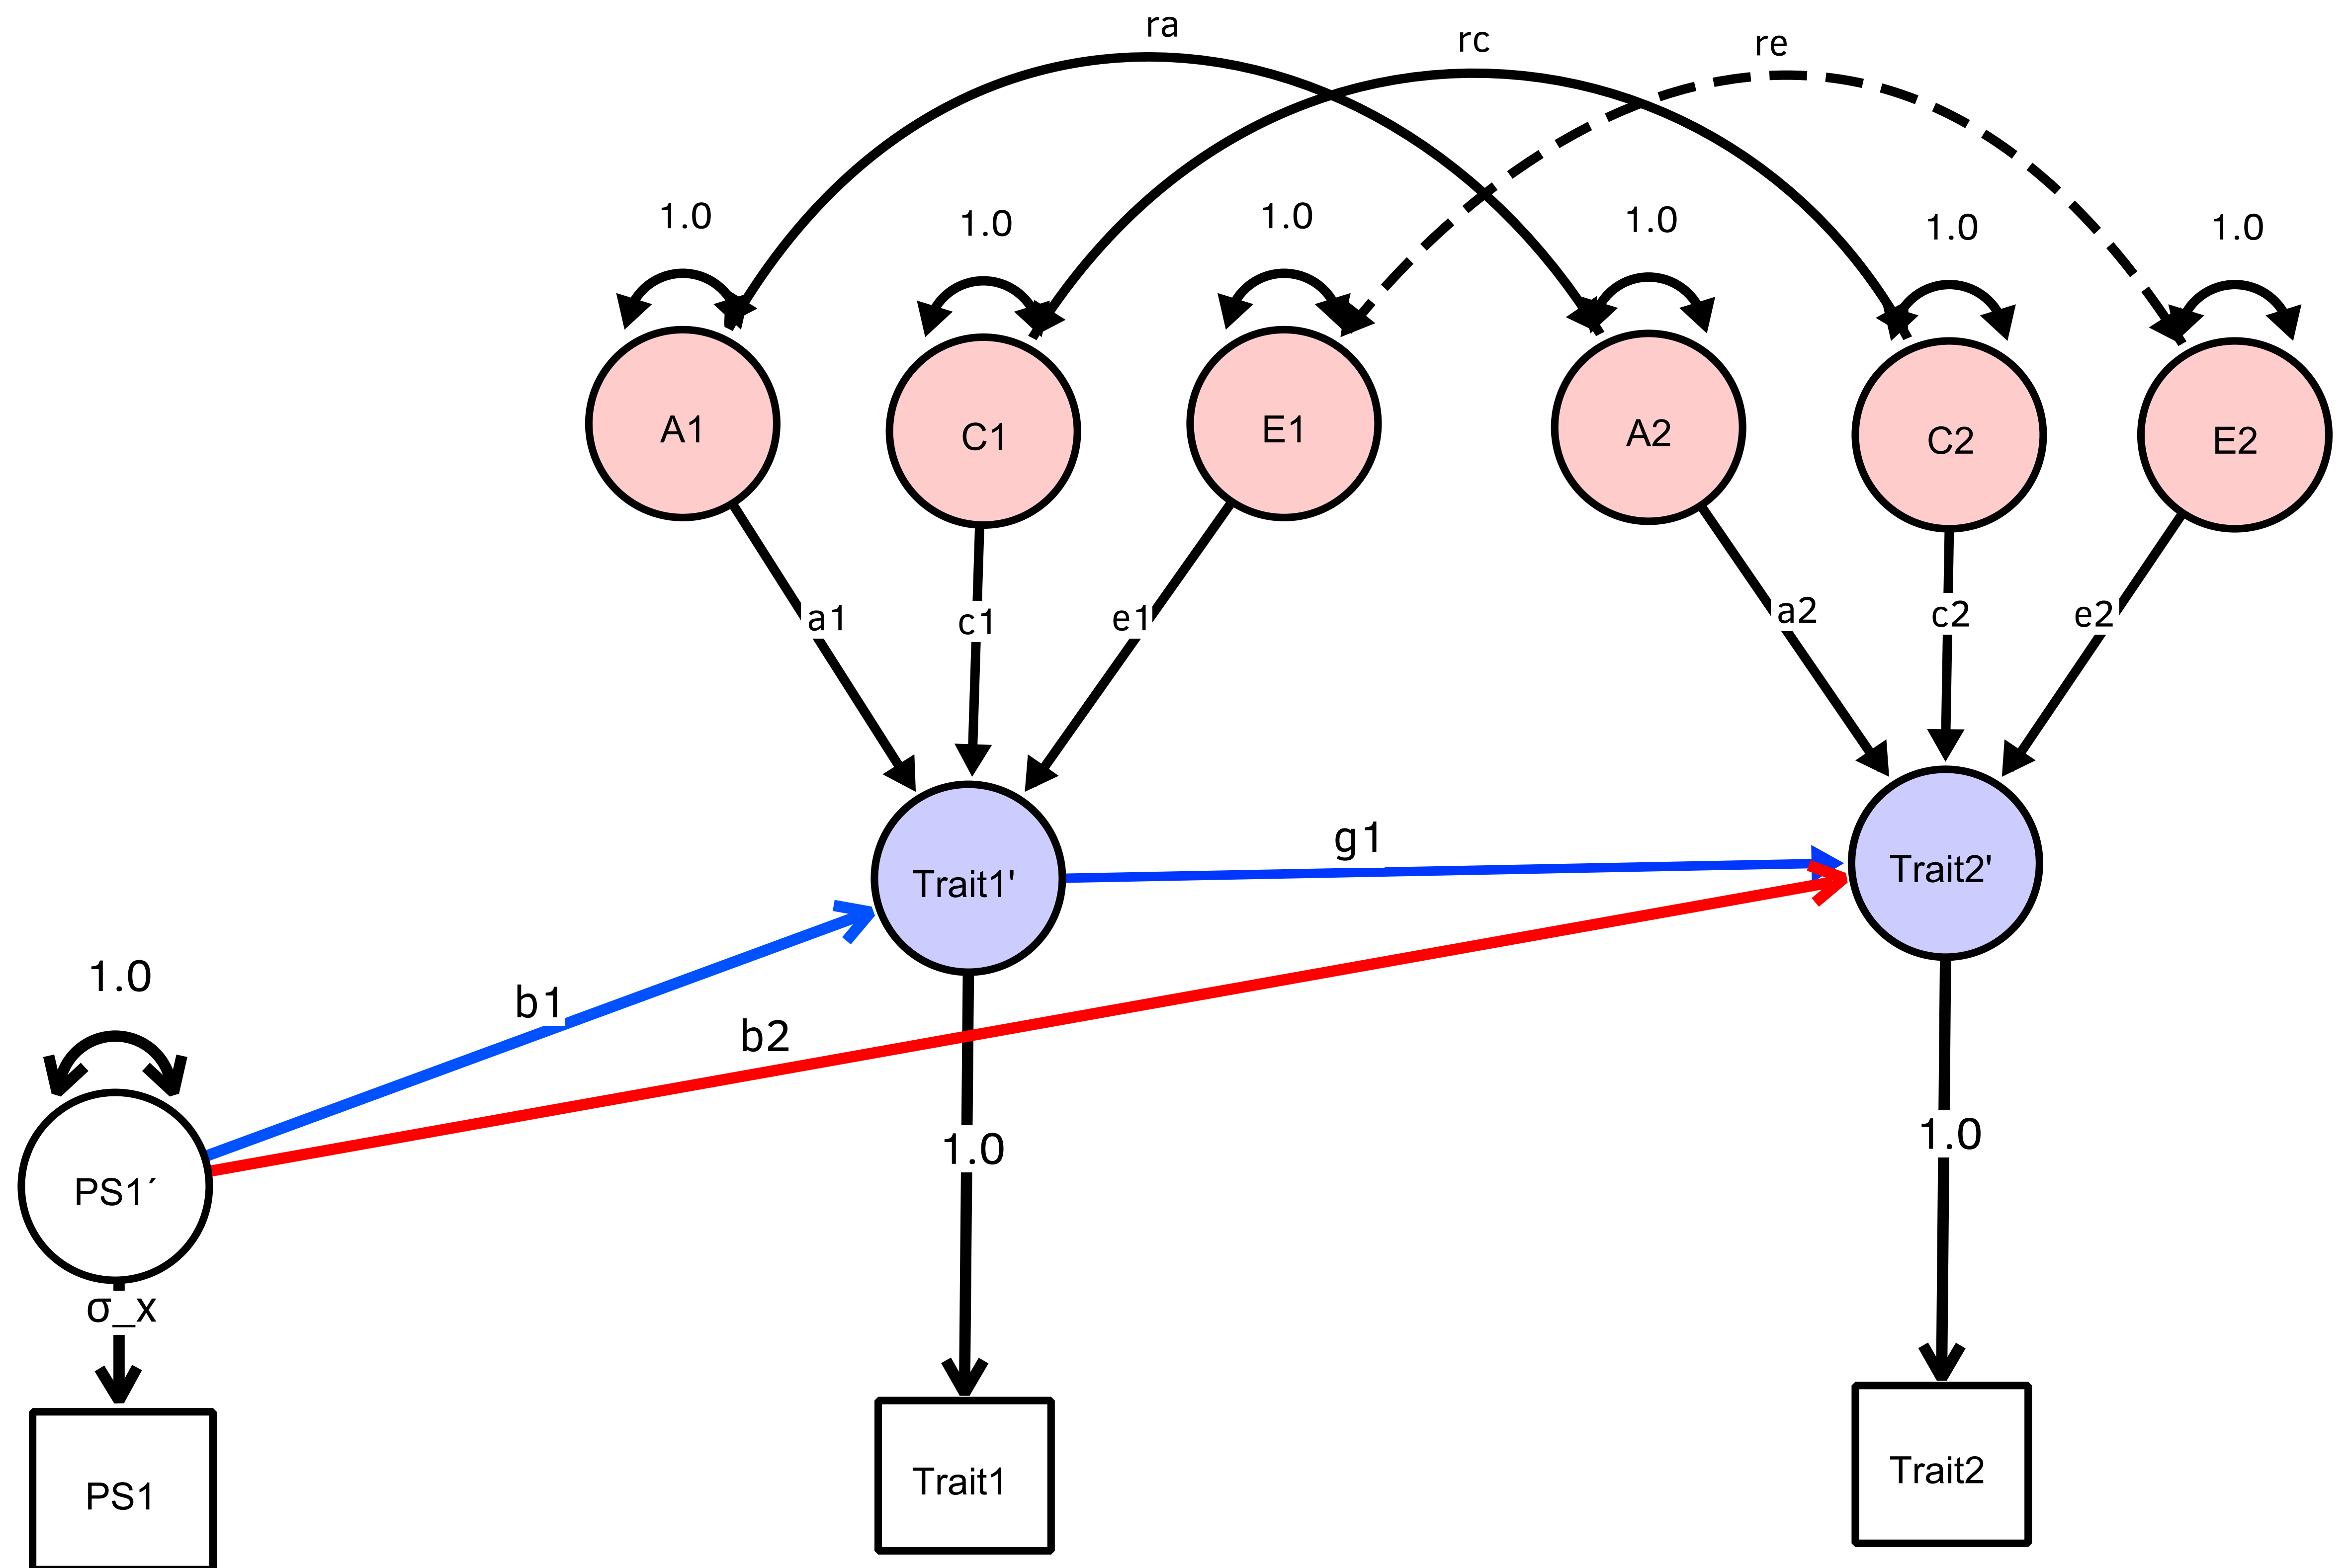 ra
rc
re
1.0
1.0
1.0
1.0
1.0
1.0
A1
C1
E1
A2
C2
E2
a1
c1
e1
a2
c2
e2
g1
Trait1'
Trait2'
1.0
b1
b2
1.0
1.0
PS1´
σ_x
PS1
Trait1
Trait2